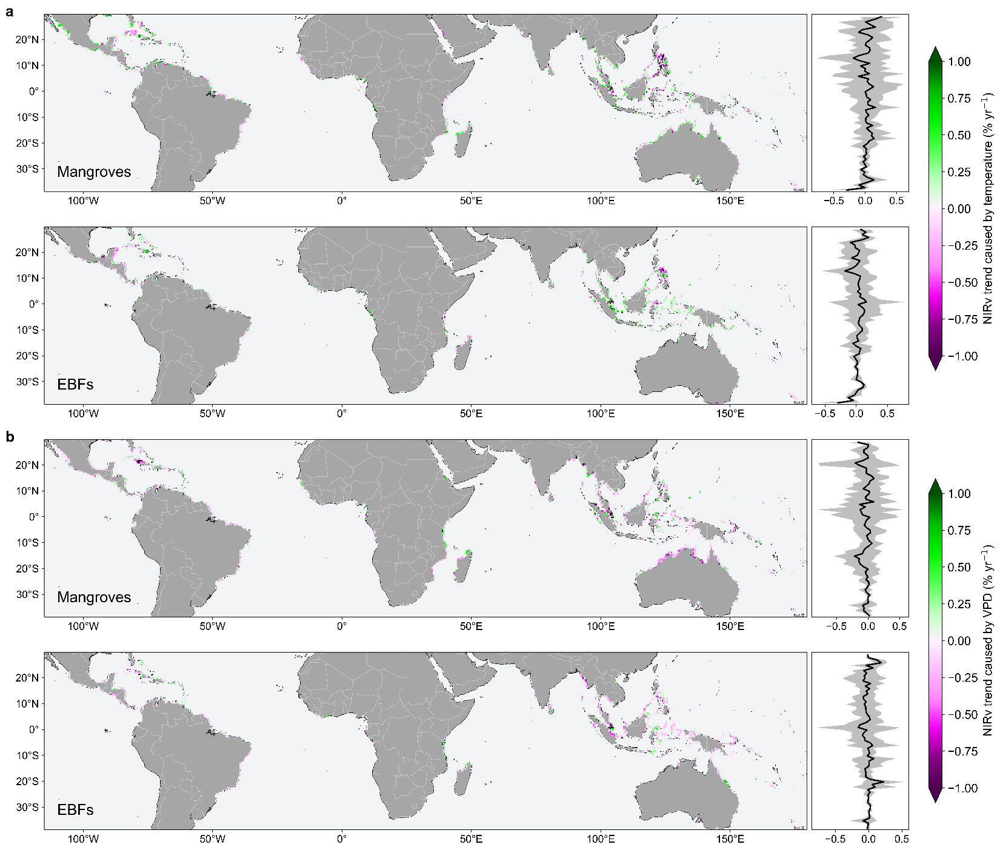 a
20°N
10°N
0°
10°S
20°S
30°S
Mangroves
100°W 50°W 0° 50°E 100°E 150°E
−0.5 0.0 0.5
20°N
10°N
0°
10°S
20°S
30°S
EBFs
100°W 50°W 0° 50°E 100°E 150°E
−0.5 0.0 0.5
1.00
0.75
0.50
0.25
0.00
−0.25
−0.50
−0.75
−1.00
NIRv trend caused by temperature (% yr⁻¹)
b
20°N
10°N
0°
10°S
20°S
30°S
Mangroves
100°W 50°W 0° 50°E 100°E 150°E
−0.5 0.0 0.5
20°N
10°N
0°
10°S
20°S
30°S
EBFs
100°W 50°W 0° 50°E 100°E 150°E
−0.5 0.0 0.5
1.00
0.75
0.50
0.25
0.00
−0.25
−0.50
−0.75
−1.00
NIRv trend caused by VPD (% yr⁻¹)